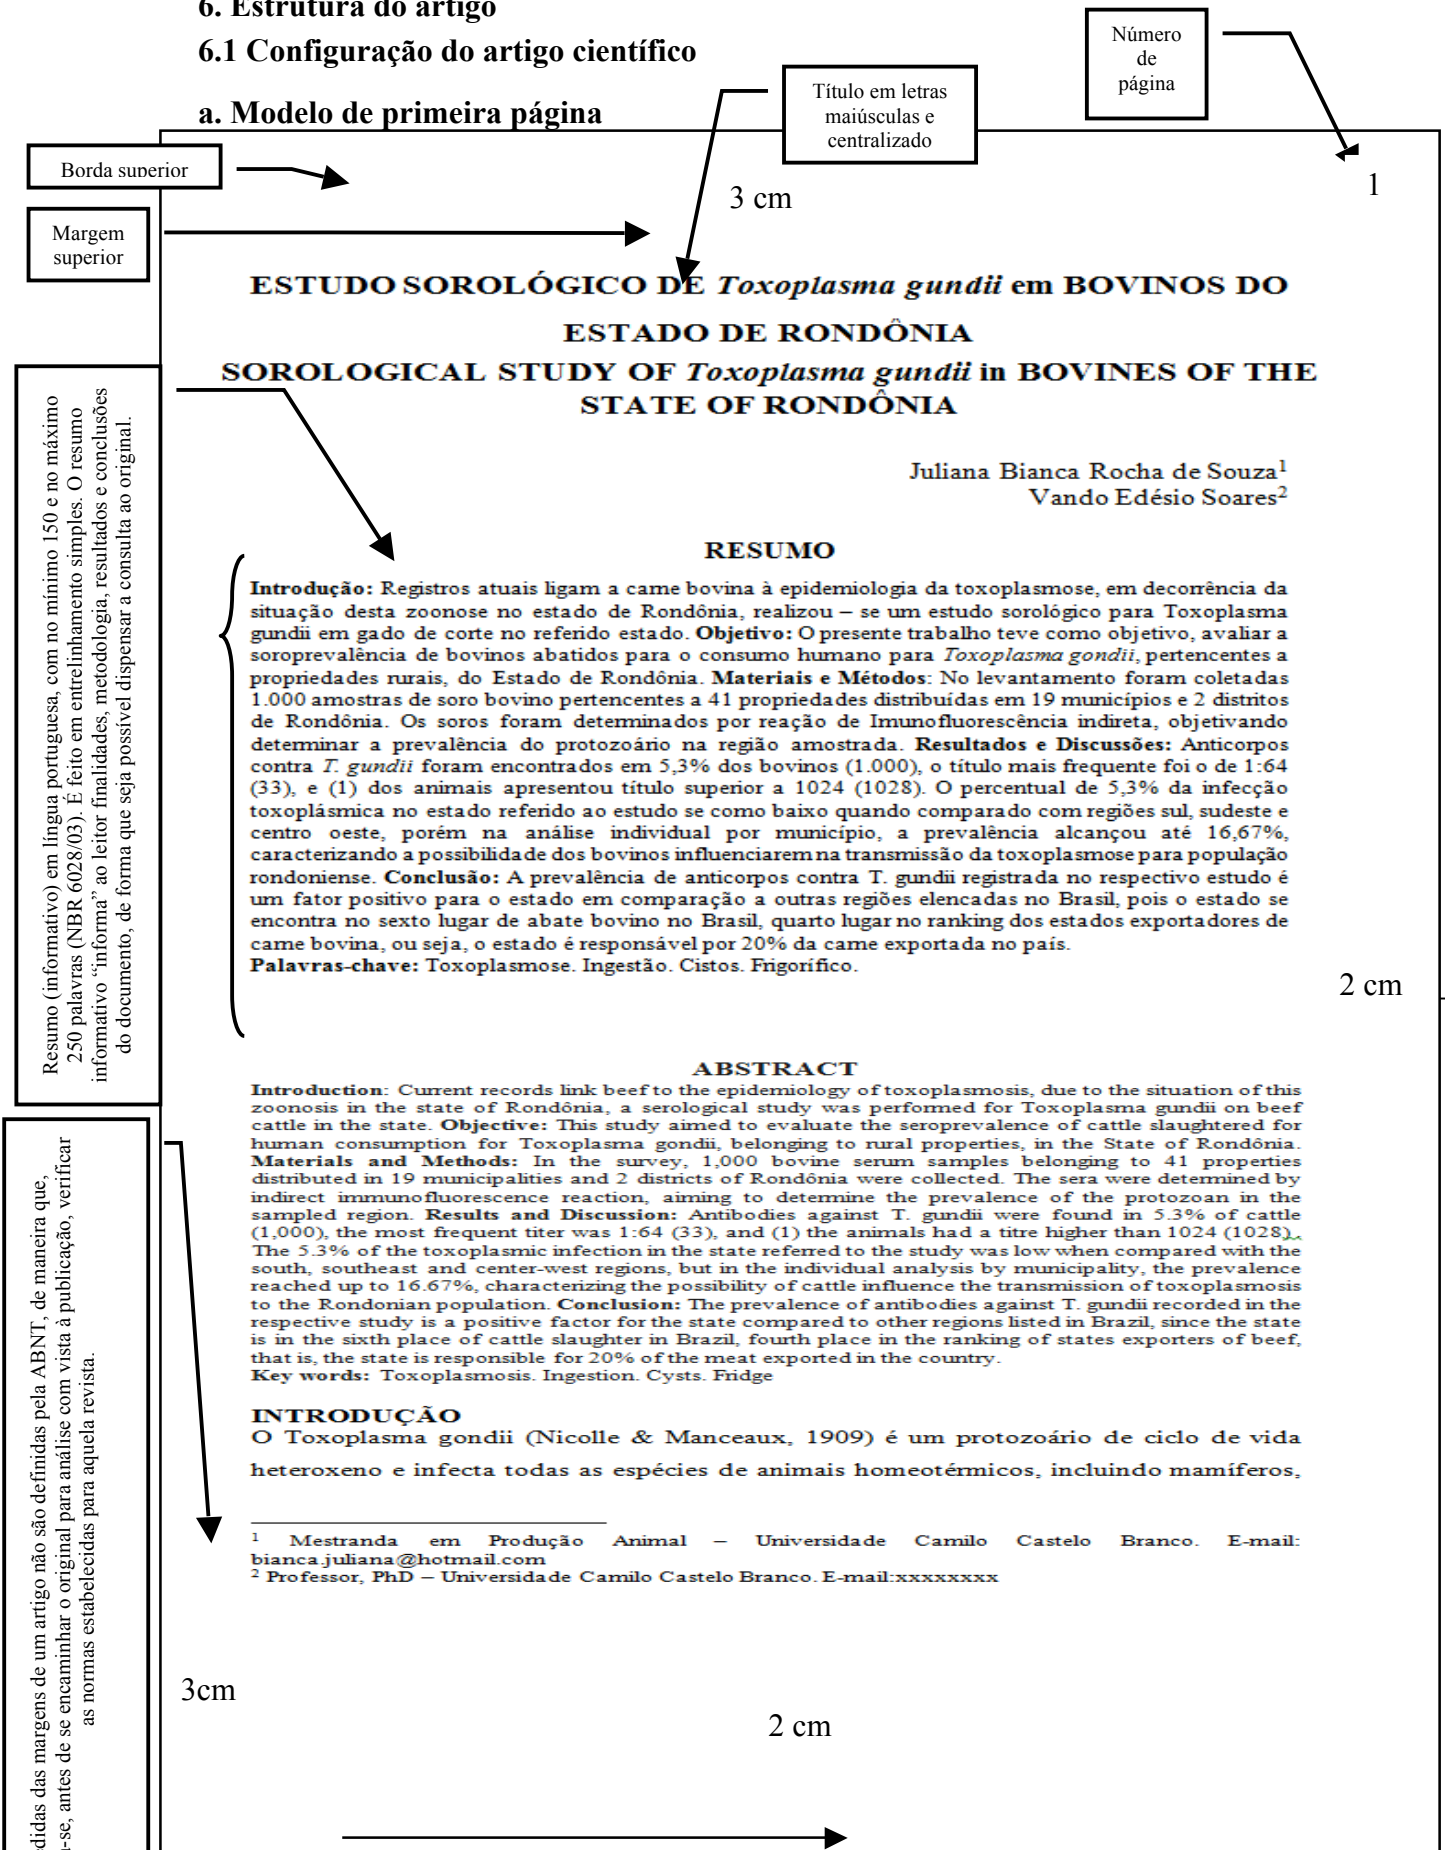 6. Estrutura do artigo
6.1 Configuração do artigo científico
a. Modelo de primeira página
Número
de
página
Título em letras
maiúsculas e
centralizado
Borda superior
Margem
superior
3 cm
1
ESTUDO SOROLÓGICO DE Toxoplasma gundii em BOVINOS DO
ESTADO DE RONDÔNIA
SOROLOGICAL STUDY OF Toxoplasma gundii in BOVINES OF THE
STATE OF RONDÔNIA
Juliana Bianca Rocha de Souza1
Vando Edésio Soares2
Resumo (informativo) em língua portuguesa, com no mínimo 150 e no máximo
250 palavras (NBR 6028/03). É feito em entrelinhamento simples. O resumo
informativo “informa” ao leitor finalidades, metodologia, resultados e conclusões
do documento, de forma que seja possível dispensar a consulta ao original.
RESUMO
Introdução: Registros atuais ligam a carne bovina à epidemiologia da toxoplasmose, em decorrência da
situação desta zoonose no estado de Rondônia, realizou – se um estudo sorológico para Toxoplasma
gundii em gado de corte no referido estado. Objetivo: O presente trabalho teve como objetivo, avaliar a
soroprevalência de bovinos abatidos para o consumo humano para Toxoplasma gondii, pertencentes a
propriedades rurais, do Estado de Rondônia. Materiais e Métodos: No levantamento foram coletadas
1.000 amostras de soro bovino pertencentes a 41 propriedades distribuídas em 19 municípios e 2 distritos
de Rondônia. Os soros foram determinados por reação de Imunofluorescência indireta, objetivando
determinar a prevalência do protozoário na região amostrada. Resultados e Discussões: Anticorpos
contra T. gundii foram encontrados em 5,3% dos bovinos (1.000), o título mais frequente foi o de 1:64
(33), e (1) dos animais apresentou título superior a 1024 (1028). O percentual de 5,3% da infecção
toxoplásmica no estado referido ao estudo se como baixo quando comparado com regiões sul, sudeste e
centro oeste, porém na análise individual por município, a prevalência alcançou até 16,67%,
caracterizando a possibilidade dos bovinos influenciarem na transmissão da toxoplasmose para população
rondoniense. Conclusão: A prevalência de anticorpos contra T. gundii registrada no respectivo estudo é
um fator positivo para o estado em comparação a outras regiões elencadas no Brasil, pois o estado se
encontra no sexto lugar de abate bovino no Brasil, quarto lugar no ranking dos estados exportadores de
carne bovina, ou seja, o estado é responsável por 20% da carne exportada no país.
Palavras-chave: Toxoplasmose. Ingestão. Cistos. Frigorífico.
2 cm
ABSTRACT
Introduction: Current records link beef to the epidemiology of toxoplasmosis, due to the situation of this
zoonosis in the state of Rondônia, a serological study was performed for Toxoplasma gundii on beef
cattle in the state. Objective: This study aimed to evaluate the seroprevalence of cattle slaughtered for
human consumption for Toxoplasma gondii, belonging to rural properties, in the State of Rondônia.
Materials and Methods: In the survey, 1,000 bovine serum samples belonging to 41 properties
distributed in 19 municipalities and 2 districts of Rondônia were collected. The sera were determined by
indirect immunofluorescence reaction, aiming to determine the prevalence of the protozoan in the
sampled region. Results and Discussion: Antibodies against T. gundii were found in 5.3% of cattle
(1,000), the most frequent titer was 1:64 (33), and (1) the animals had a titre higher than 1024 (1028).
The 5.3% of the toxoplasmic infection in the state referred to the study was low when compared with the
south, southeast and center-west regions, but in the individual analysis by municipality, the prevalence
reached up to 16.67%, characterizing the possibility of cattle influence the transmission of toxoplasmosis
to the Rondonian population. Conclusion: The prevalence of antibodies against T. gundii recorded in the
respective study is a positive factor for the state compared to other regions listed in Brazil, since the state
is in the sixth place of cattle slaughter in Brazil, fourth place in the ranking of states exporters of beef,
that is, the state is responsible for 20% of the meat exported in the country.
Key words: Toxoplasmosis. Ingestion. Cysts. Fridge
didas das margens de um artigo não são definidas pela ABNT, de maneira que,
-se, antes de se encaminhar o original para análise com vista à publicação, verificar
as normas estabelecidas para aquela revista.
INTRODUÇÃO
O Toxoplasma gondii (Nicolle & Manceaux, 1909) é um protozoário de ciclo de vida
heteroxeno e infecta todas as espécies de animais homeotérmicos, incluindo mamíferos,
1 Mestranda em Produção Animal – Universidade Camilo Castelo Branco. E-mail:
bianca.juliana@hotmail.com
2 Professor, PhD – Universidade Camilo Castelo Branco. E-mail:xxxxxxxx
3cm
2 cm